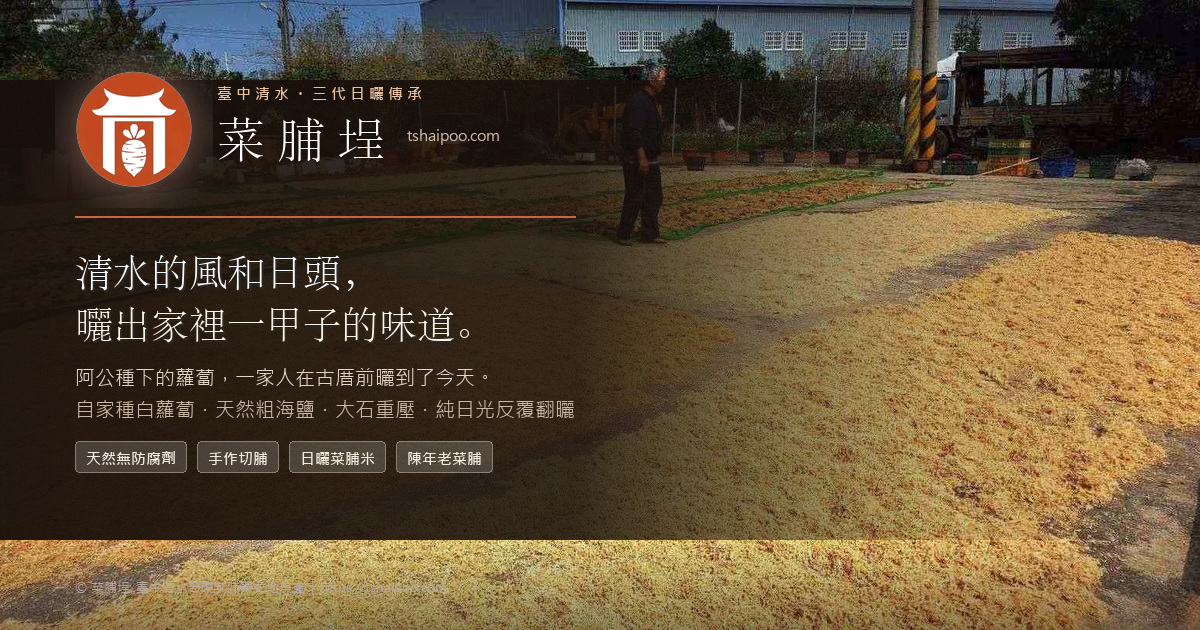 臺中清水・三代日曬傳承
菜脯埕
tshaipoo.com
清水的風和日頭，
曬出家裡一甲子的味道。
阿公種下的蘿蔔，一家人在古厝前曬到了今天。
自家種白蘿蔔・天然粗海鹽・大石重壓・純日光反覆翻曬
天然無防腐劑
手作切脯
日曬菜脯米
陳年老菜脯
© 菜脯埕